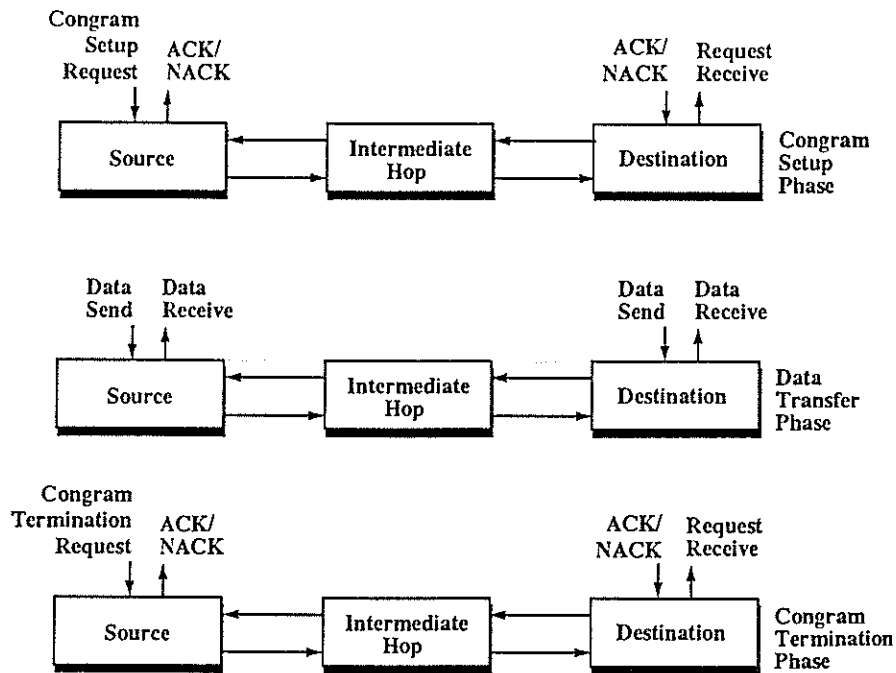 Congram
Setup
Request
ACK/
NACK
ACK/
NACK
Request
Receive
Source
Intermediate
Hop
Destination
Congram
Setup
Phase
Data
Send
Data
Receive
Data
Send
Data
Receive
Source
Intermediate
Hop
Destination
Data
Transfer
Phase
Congram
Termination
Request
ACK/
NACK
ACK/
NACK
Request
Receive
Source
Intermediate
Hop
Destination
Congram
Termination
Phase